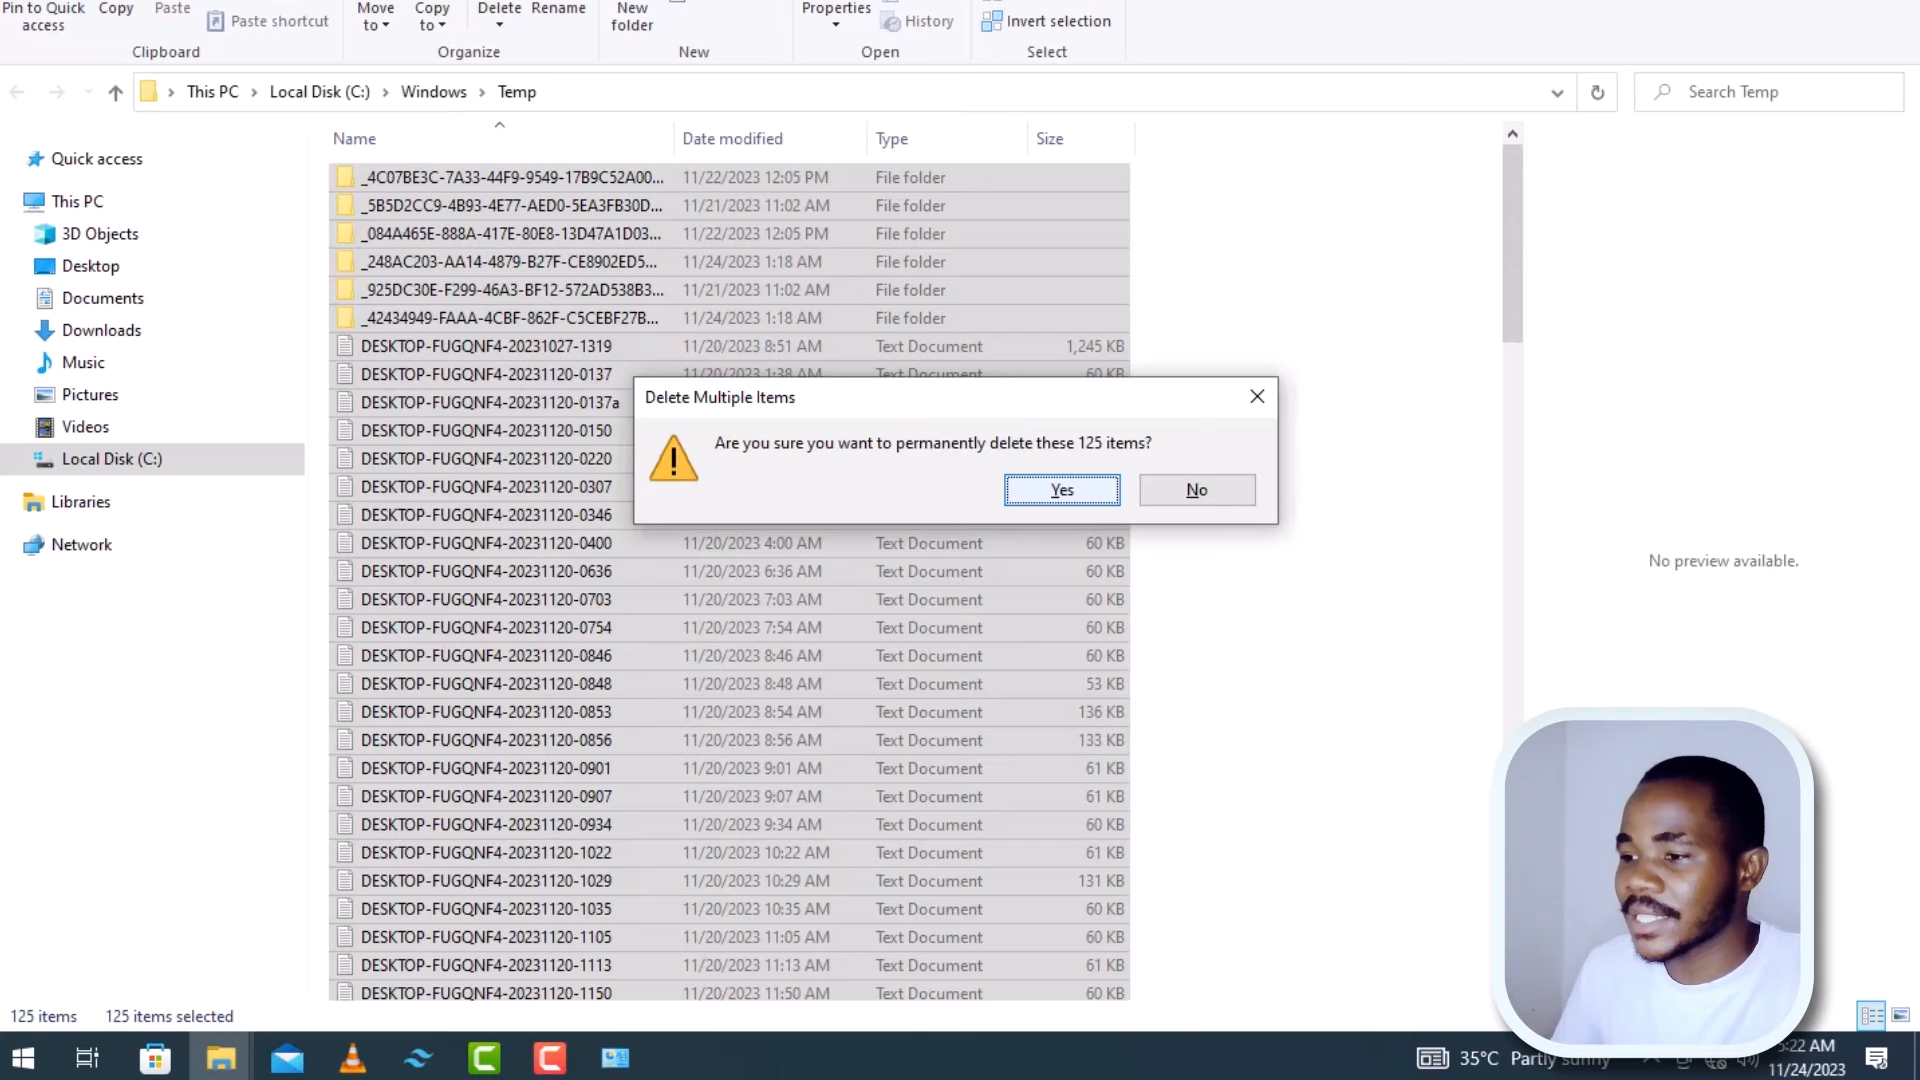 Pin to Quick access
Copy
Paste
Paste shortcut
Clipboard
Move to
Copy to
Delete
Rename
Organize
New folder
New
Properties
History
Open
Invert selection
Select
This PC > Local Disk (C:) > Windows > Temp
Search Temp
Quick access
This PC
3D Objects
Desktop
Documents
Downloads
Music
Pictures
Videos
Local Disk (C:)
Libraries
Network
Name Date modified Type Size
_4C07BE3C-7A33-44F9-9549-17B9C52A00... 11/22/2023 12:05 PM File folder
_5B5D2CC9-4B93-4E77-AED0-5EA3FB30D... 11/21/2023 11:02 AM File folder
_084A465E-888A-417E-80E8-13D47A1D03... 11/22/2023 12:05 PM File folder
_248AC203-AA14-4879-B27F-CE8902ED5... 11/24/2023 1:18 AM File folder
_925DC30E-F299-46A3-BF12-572AD538B3... 11/21/2023 11:02 AM File folder
_42434949-FAAA-4CBF-862F-C5CEBF27B... 11/24/2023 1:18 AM File folder
DESKTOP-FUGQNF4-20231027-1319 11/20/2023 8:51 AM Text Document 1,245 KB
DESKTOP-FUGQNF4-20231120-0137 11/20/2023 1:38 AM Text Document 60 KB
DESKTOP-FUGQNF4-20231120-0137a
DESKTOP-FUGQNF4-20231120-0150
DESKTOP-FUGQNF4-20231120-0220
DESKTOP-FUGQNF4-20231120-0307
DESKTOP-FUGQNF4-20231120-0346
Delete Multiple Items
Are you sure you want to permanently delete these 125 items?
Yes No
DESKTOP-FUGQNF4-20231120-0400 11/20/2023 4:00 AM Text Document 60 KB
DESKTOP-FUGQNF4-20231120-0636 11/20/2023 6:36 AM Text Document 60 KB
DESKTOP-FUGQNF4-20231120-0703 11/20/2023 7:03 AM Text Document 60 KB
DESKTOP-FUGQNF4-20231120-0754 11/20/2023 7:54 AM Text Document 60 KB
DESKTOP-FUGQNF4-20231120-0846 11/20/2023 8:46 AM Text Document 60 KB
DESKTOP-FUGQNF4-20231120-0848 11/20/2023 8:48 AM Text Document 53 KB
DESKTOP-FUGQNF4-20231120-0853 11/20/2023 8:54 AM Text Document 136 KB
DESKTOP-FUGQNF4-20231120-0856 11/20/2023 8:56 AM Text Document 133 KB
DESKTOP-FUGQNF4-20231120-0901 11/20/2023 9:01 AM Text Document 61 KB
DESKTOP-FUGQNF4-20231120-0907 11/20/2023 9:07 AM Text Document 61 KB
DESKTOP-FUGQNF4-20231120-0934 11/20/2023 9:34 AM Text Document 60 KB
DESKTOP-FUGQNF4-20231120-1022 11/20/2023 10:22 AM Text Document 61 KB
DESKTOP-FUGQNF4-20231120-1029 11/20/2023 10:29 AM Text Document 131 KB
DESKTOP-FUGQNF4-20231120-1035 11/20/2023 10:35 AM Text Document 60 KB
DESKTOP-FUGQNF4-20231120-1105 11/20/2023 11:05 AM Text Document 60 KB
DESKTOP-FUGQNF4-20231120-1113 11/20/2023 11:13 AM Text Document 61 KB
DESKTOP-FUGQNF4-20231120-1150 11/20/2023 11:50 AM Text Document 60 KB
No preview available.
125 items 125 items selected
35°C Partly sunny
:22 AM
11/24/2023